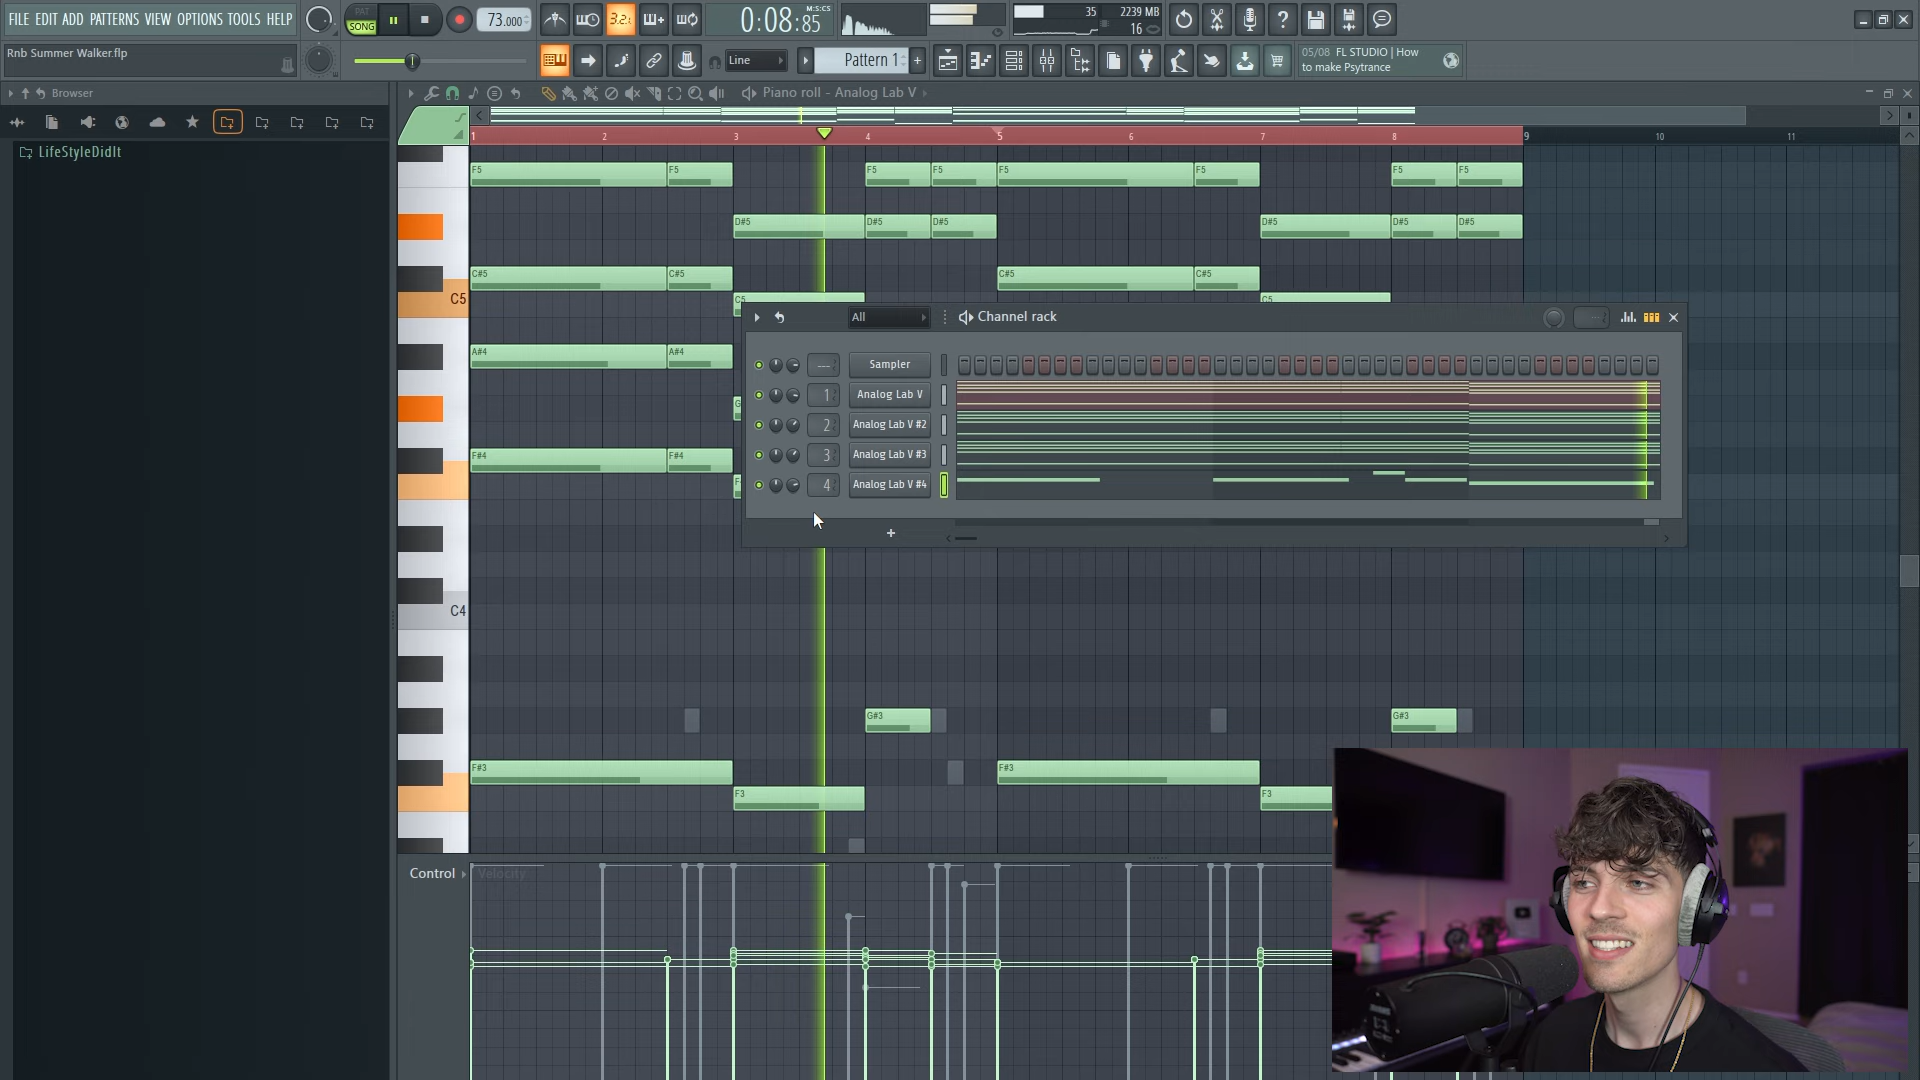 FILE EDIT ADD PATTERNS VIEW OPTIONS TOOLS HELP
PAT
SONG
73.000
3.2.
0:08:85
M:S:CS
35
2239 MB
16
Rnb Summer Walker.flp
Line
Pattern 1
05/08 FL STUDIO | How
to make Psytrance
Browser
Piano roll - Analog Lab V
LifeStyleDidIt
1 2 3 4 5 6 7 8 9 10 11
F5 F5 F5 F5 F5 F5 F5 F5
D#5 D#5 D#5 D#5 D#5 D#5
C#5 C#5 C#5 C#5
C5 C5 C5
All
Channel rack
A#4 A#4
Sampler
1 Analog Lab V
2 Analog Lab V #2
F#4 F#4
3 Analog Lab V #3
4 Analog Lab V #4
C4
G#3 G#3
F#3 F#3
F3 F3
Control
Velocity